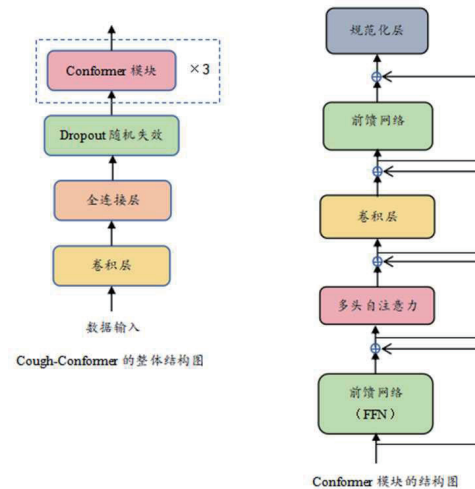 Conformer 模块
×3
Dropout 随机失效
全连接层
卷积层
数据输入
Cough-Conformer 的整体结构图
规范化层
前馈网络
卷积层
多头自注意力
前馈网络
（FFN）
Conformer 模块的结构图